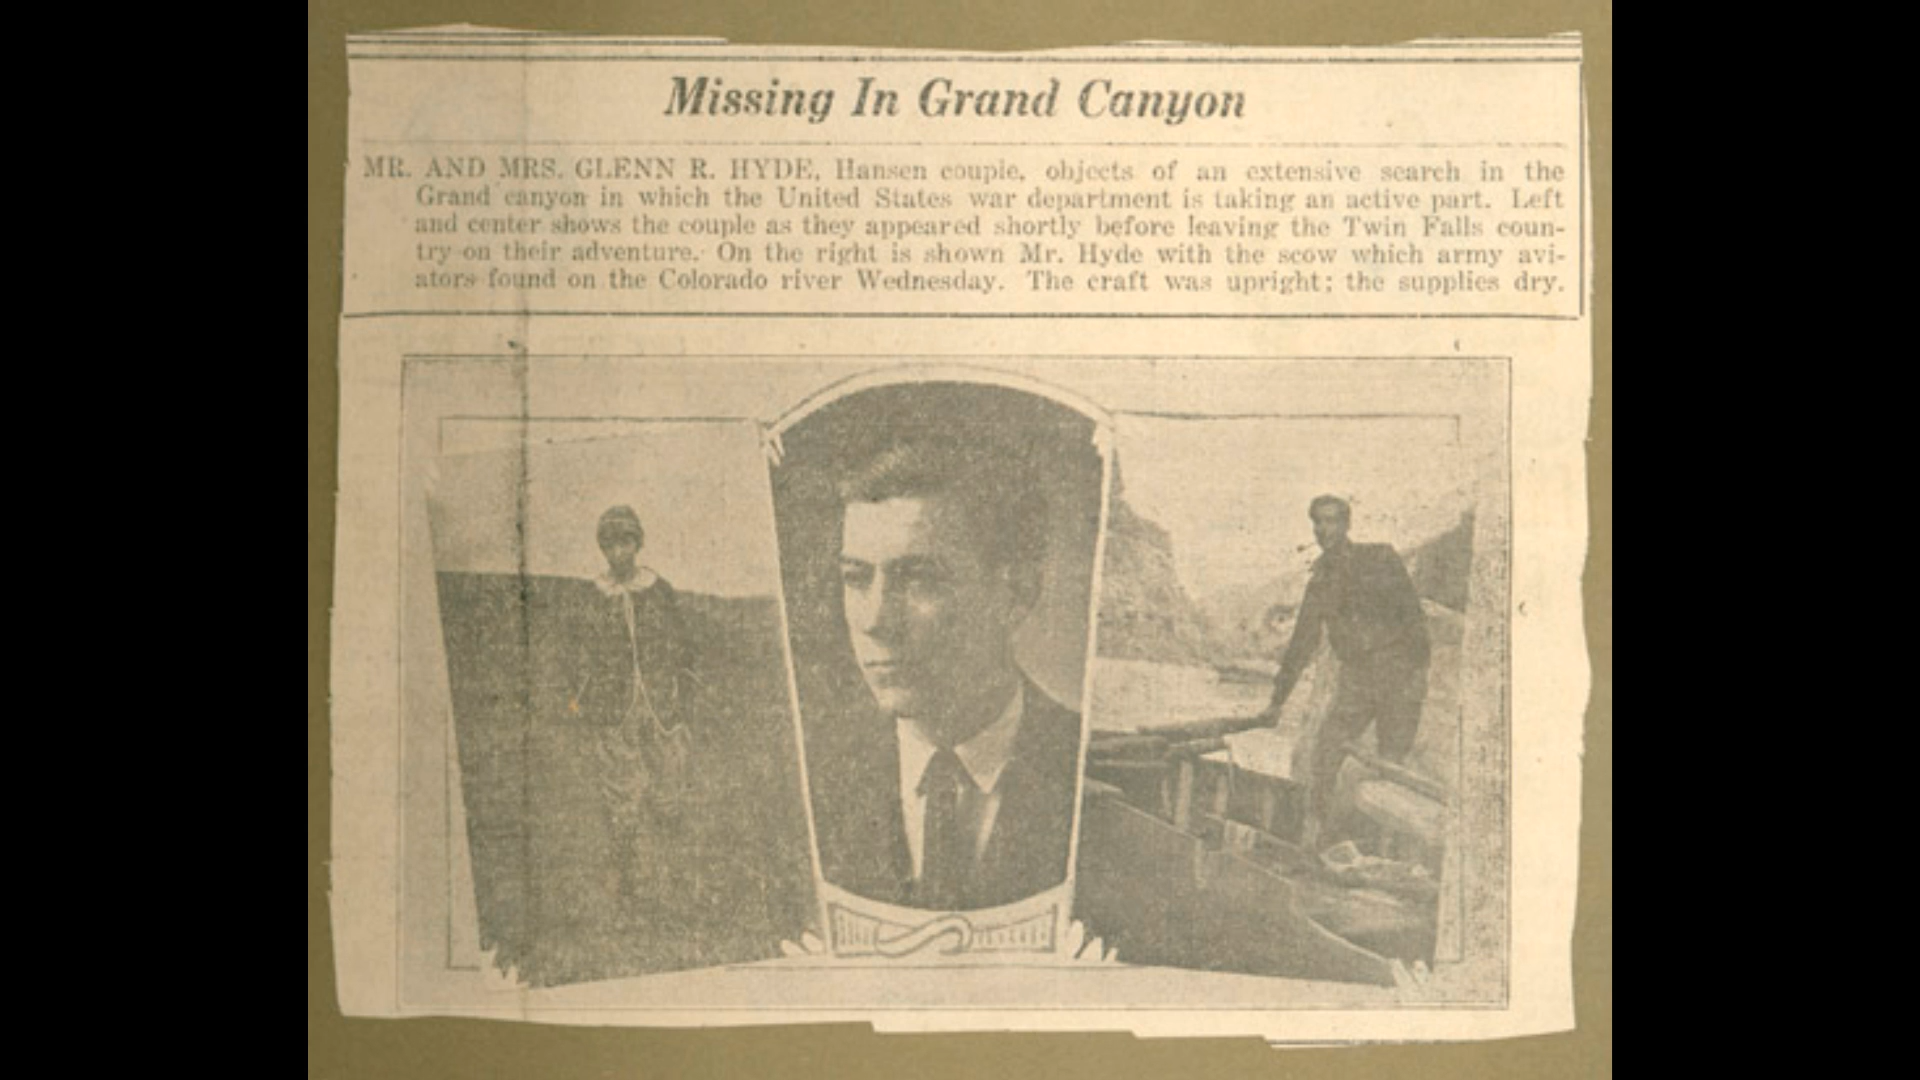 Missing In Grand Canyon
MR. AND MRS. GLENN R. HYDE, Hansen couple, objects of an extensive search in the
Grand canyon in which the United States war department is taking an active part. Left
and center shows the couple as they appeared shortly before leaving the Twin Falls coun-
try on their adventure. On the right is shown Mr. Hyde with the scow which army avi-
ators found on the Colorado river Wednesday. The craft was upright; the supplies dry.